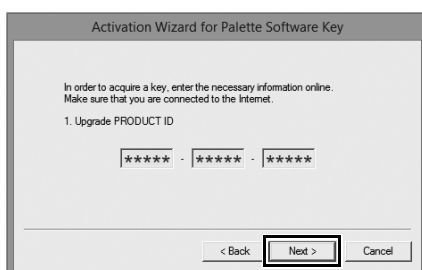 Activation Wizard for Palette Software Key
In order to acquire a key, enter the necessary information online.
Make sure that you are connected to the Internet.
1. Upgrade PRODUCT ID
***** - ***** - *****
< Back Next > Cancel